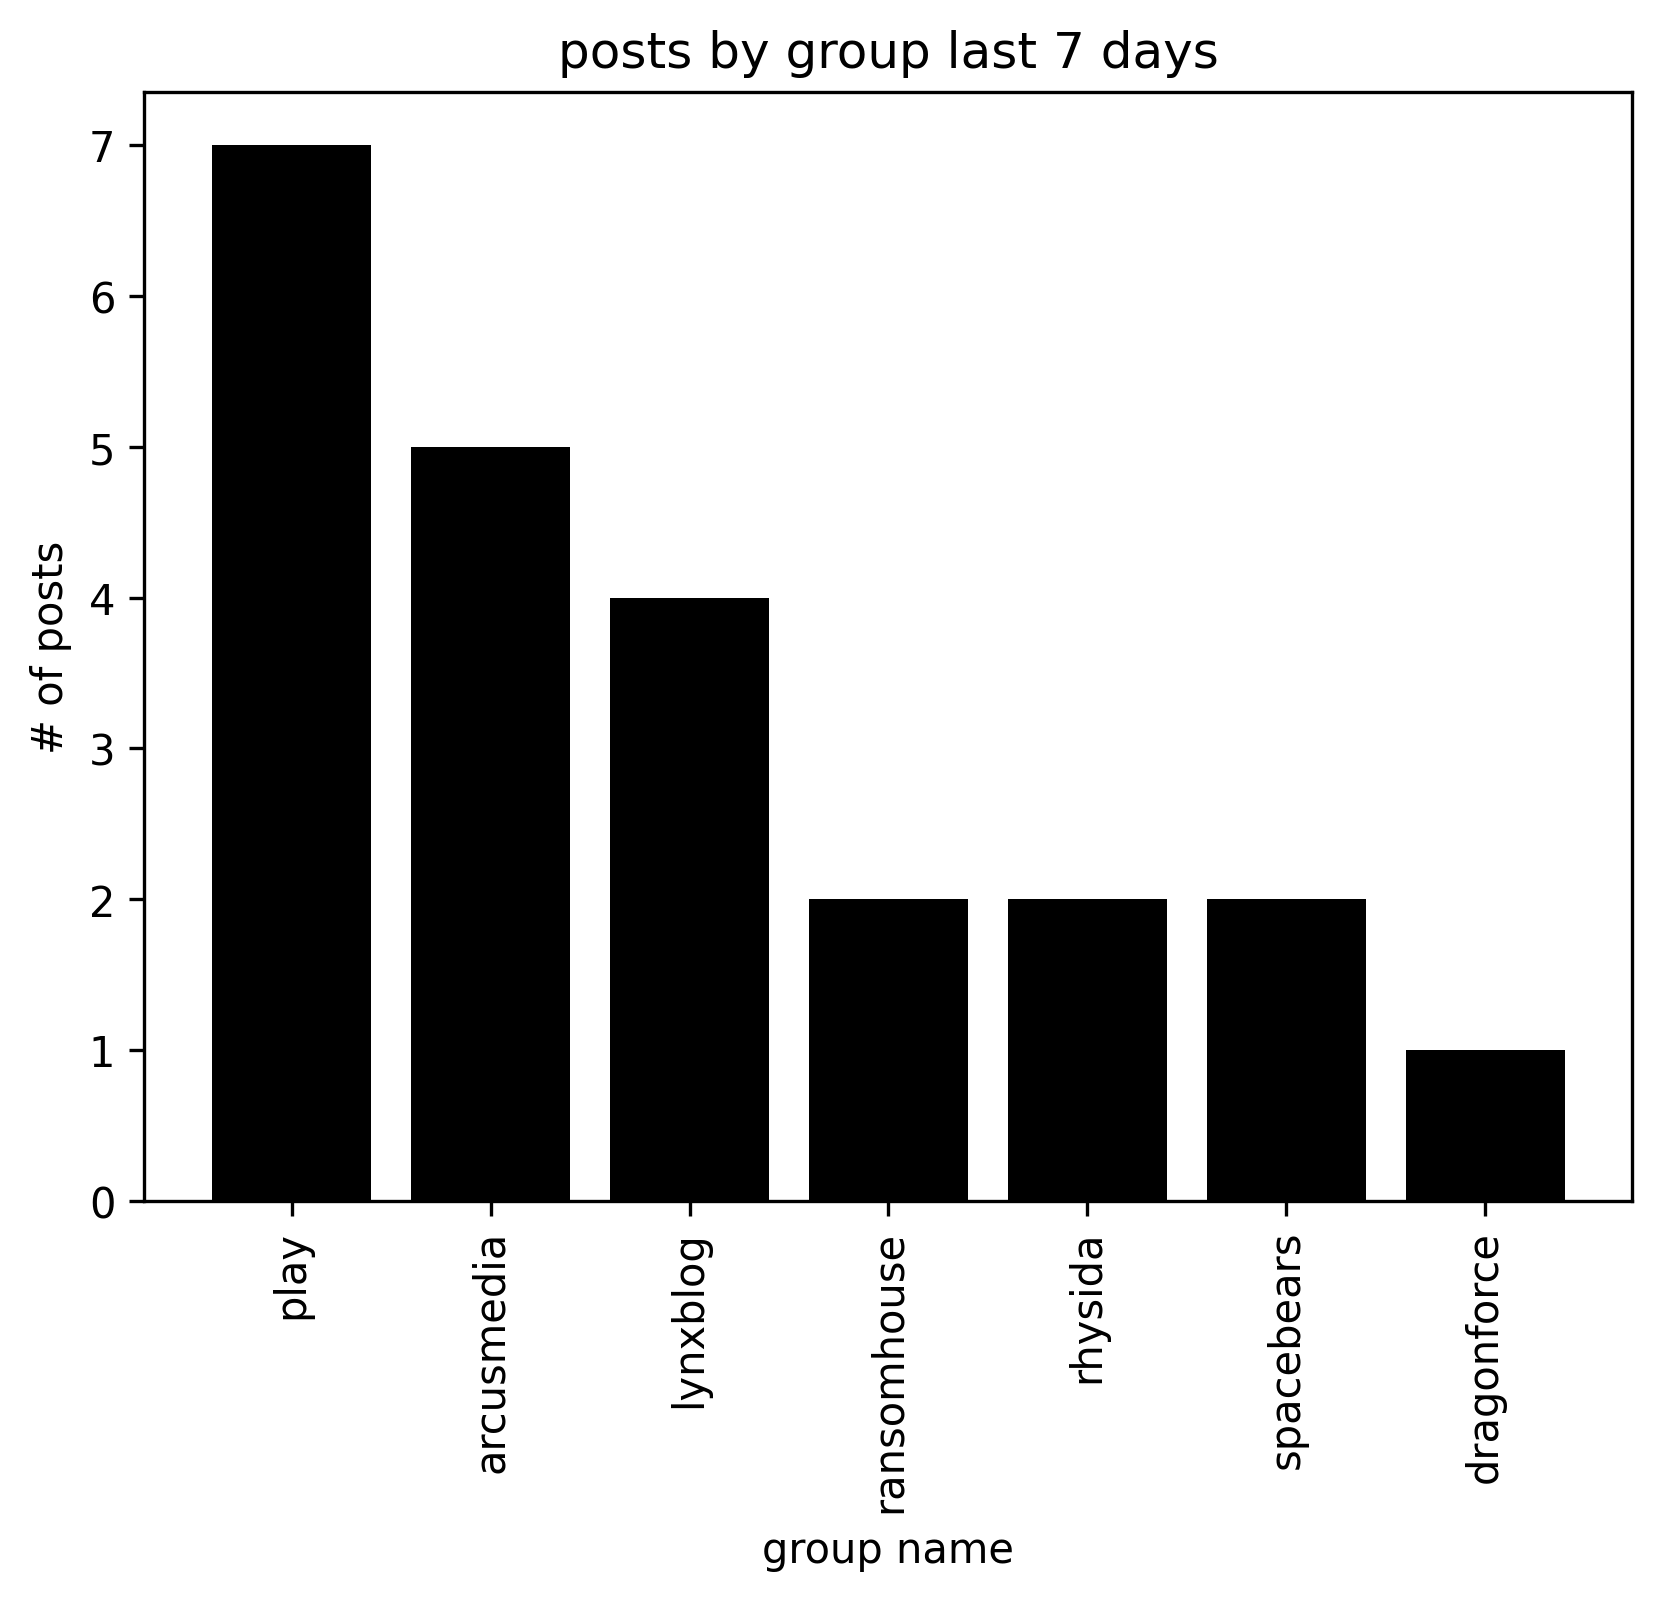 posts by group last 7 days
7
6
5
4
3
2
1
0
# of posts
play
arcusmedia
lynxblog
ransomhouse
rhysida
spacebears
dragonforce
group name